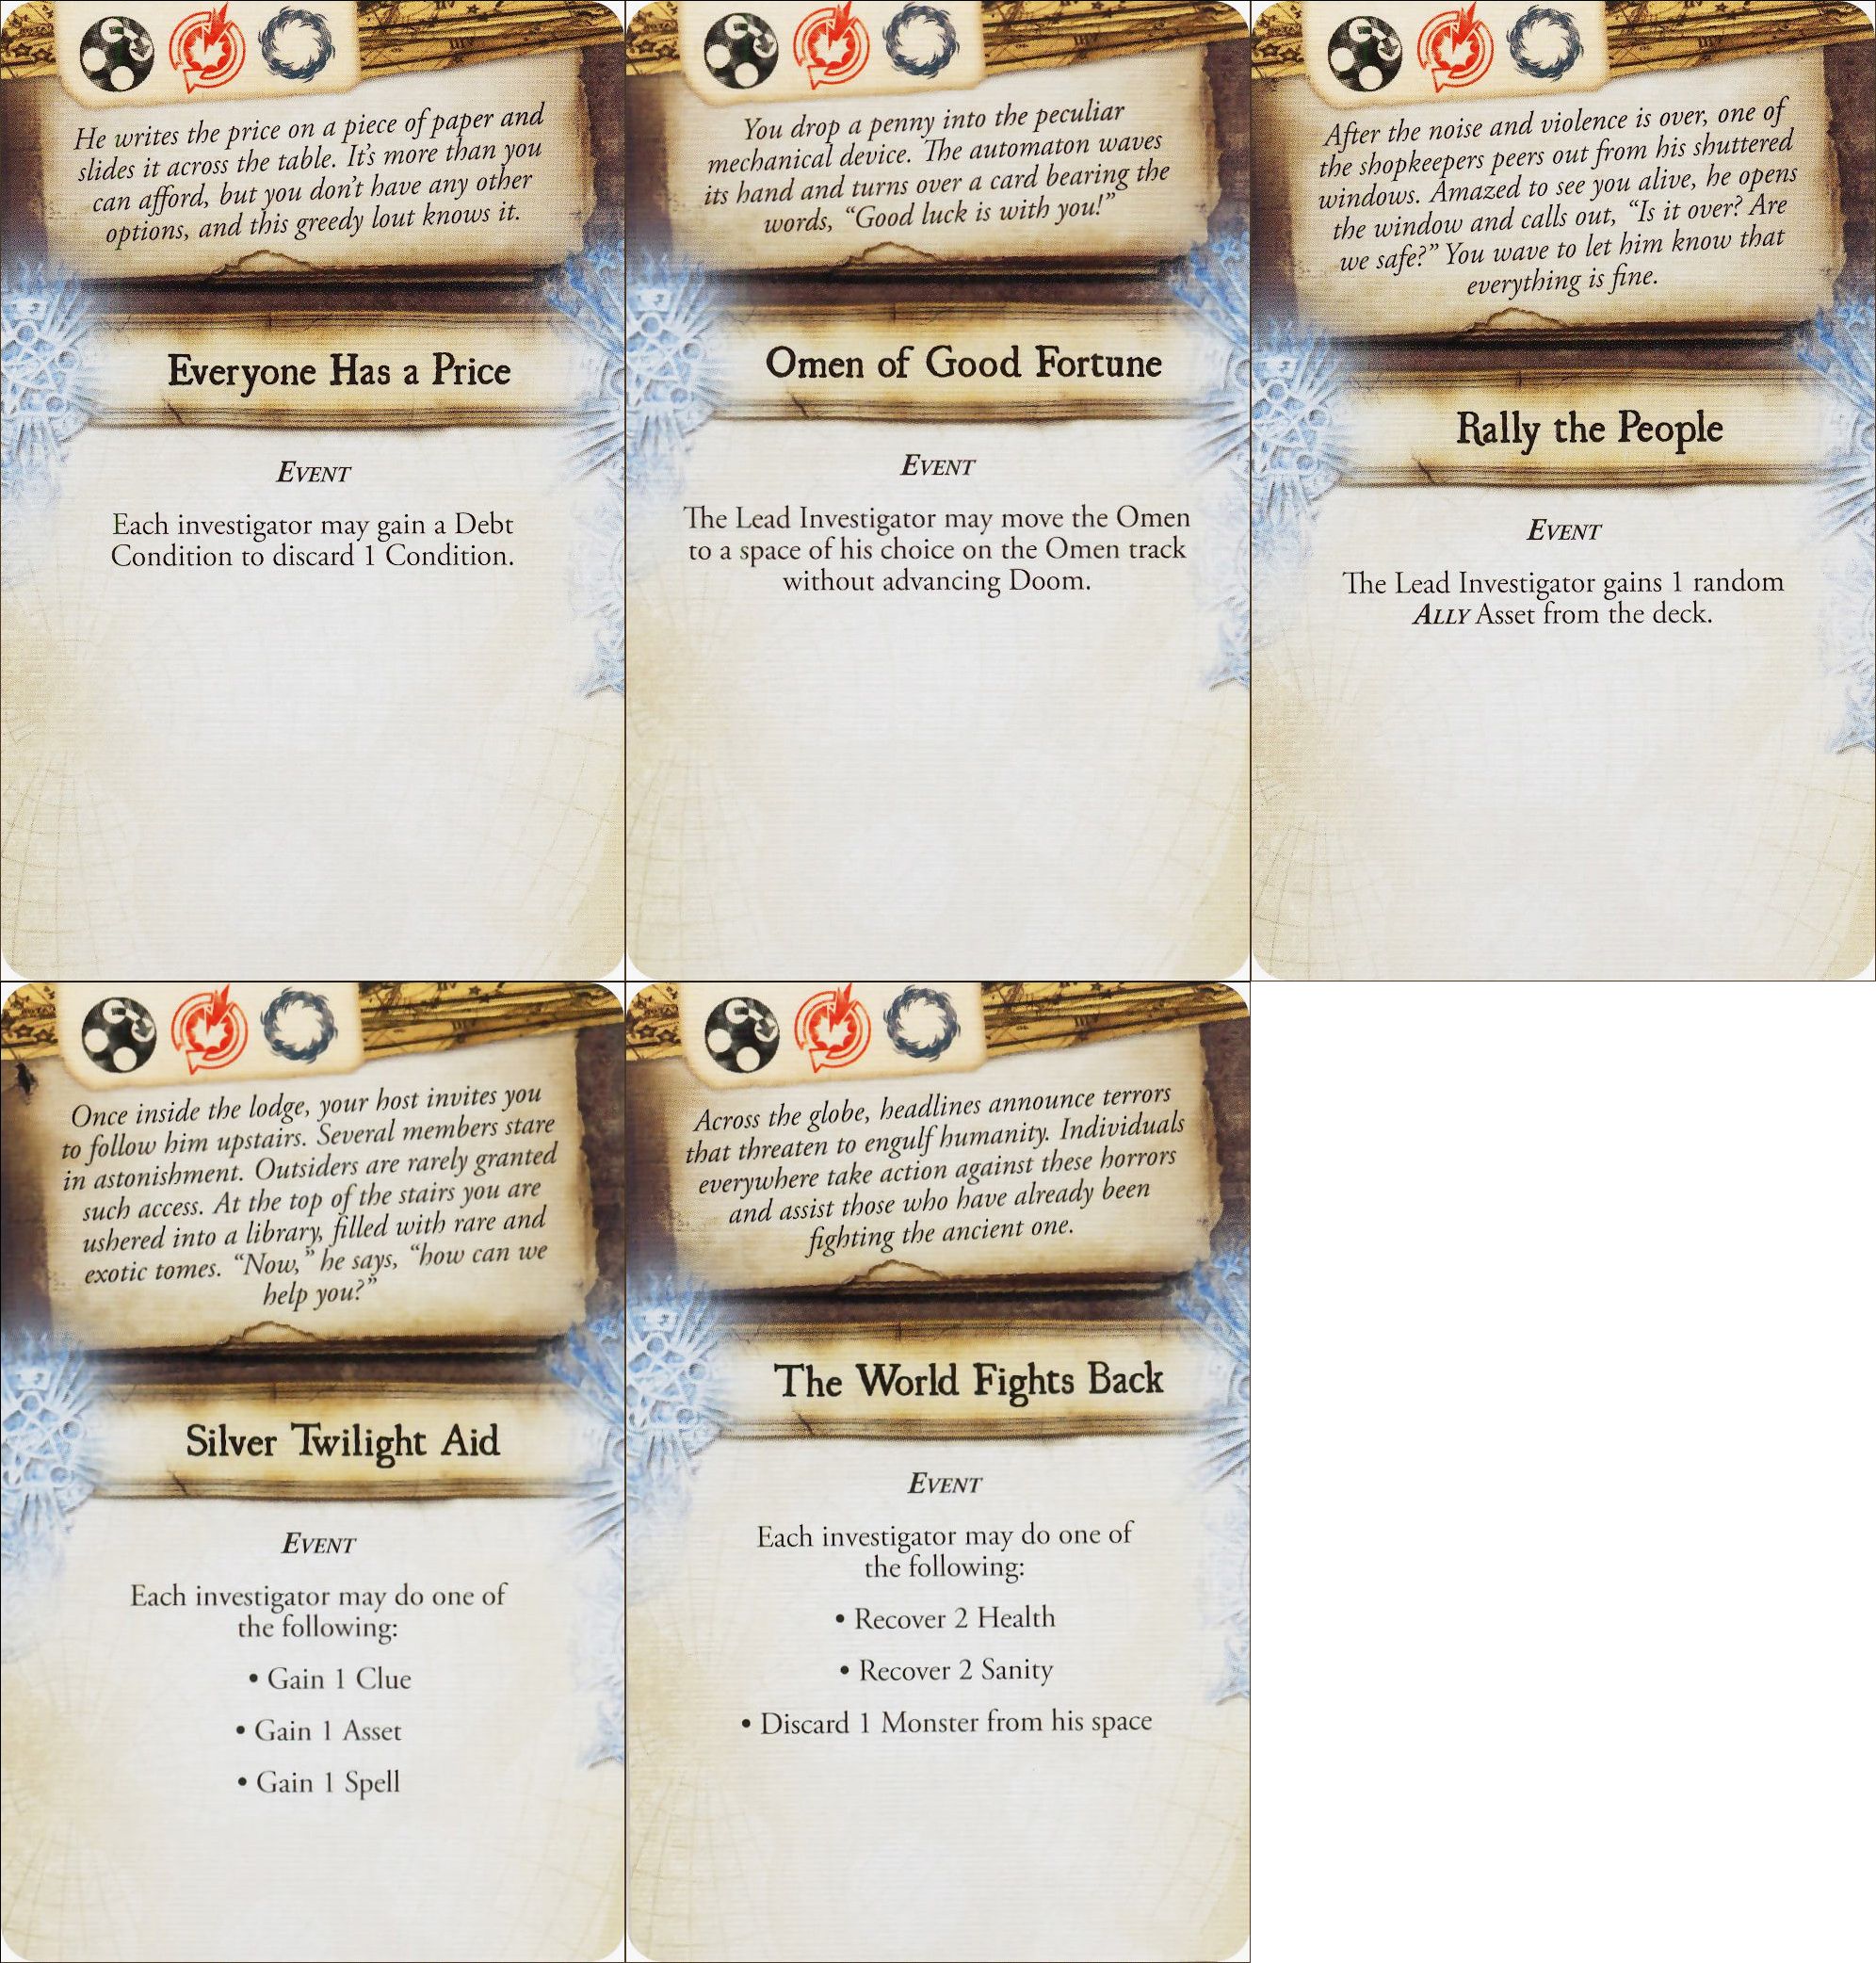 He writes the price on a piece of paper and
slides it across the table. It’s more than you
can afford, but you don’t have any other
options, and this greedy lout knows it.
Everyone Has a Price
EVENT
Each investigator may gain a Debt
Condition to discard 1 Condition.
You drop a penny into the peculiar
mechanical device. The automaton waves
its hand and turns over a card bearing the
words, “Good luck is with you!”
Omen of Good Fortune
EVENT
The Lead Investigator may move the Omen
to a space of his choice on the Omen track
without advancing Doom.
After the noise and violence is over, one of
the shopkeepers peers out from his shuttered
windows. Amazed to see you alive, he opens
the window and calls out, “Is it over? Are
we safe?” You wave to let him know that
everything is fine.
Rally the People
EVENT
The Lead Investigator gains 1 random
ALLY Asset from the deck.
Once inside the lodge, your host invites you
to follow him upstairs. Several members stare
in astonishment. Outsiders are rarely granted
such access. At the top of the stairs you are
ushered into a library, filled with rare and
exotic tomes. “Now,” he says, “how can we
help you?”
Silver Twilight Aid
EVENT
Each investigator may do one of
the following:
• Gain 1 Clue
• Gain 1 Asset
• Gain 1 Spell
Across the globe, headlines announce terrors
that threaten to engulf humanity. Individuals
everywhere take action against these horrors
and assist those who have already been
fighting the ancient one.
The World Fights Back
EVENT
Each investigator may do one of
the following:
• Recover 2 Health
• Recover 2 Sanity
• Discard 1 Monster from his space